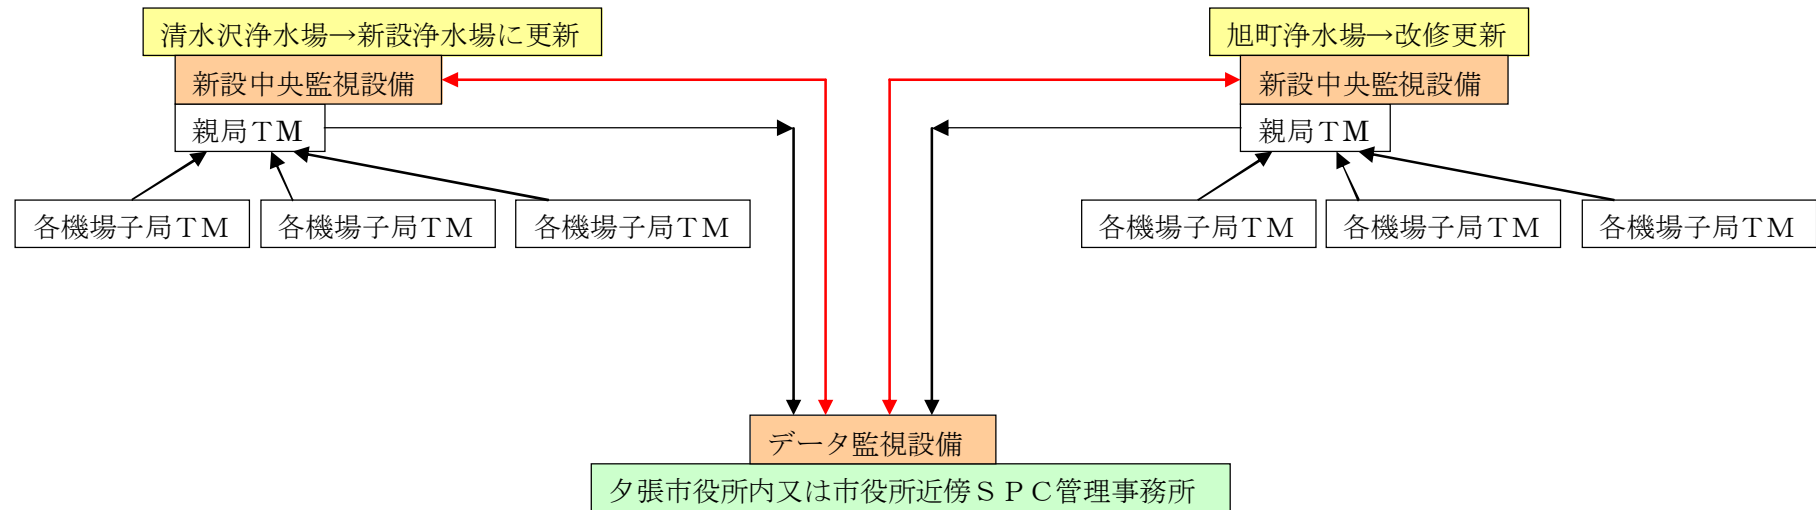 清水沢浄水場→新設浄水場に更新
新設中央監視設備
親局ＴＭ
各機場子局ＴＭ
各機場子局ＴＭ
各機場子局ＴＭ
旭町浄水場→改修更新
新設中央監視設備
親局ＴＭ
各機場子局ＴＭ
各機場子局ＴＭ
各機場子局ＴＭ
データ監視設備
夕張市役所内又は市役所近傍ＳＰＣ管理事務所